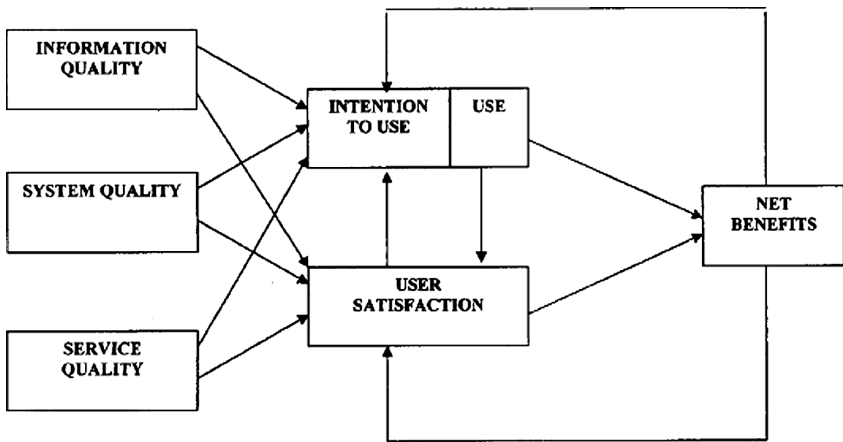 INFORMATION
QUALITY
INTENTION
TO USE
USE
SYSTEM QUALITY
NET
BENEFITS
USER
SATISFACTION
SERVICE
QUALITY